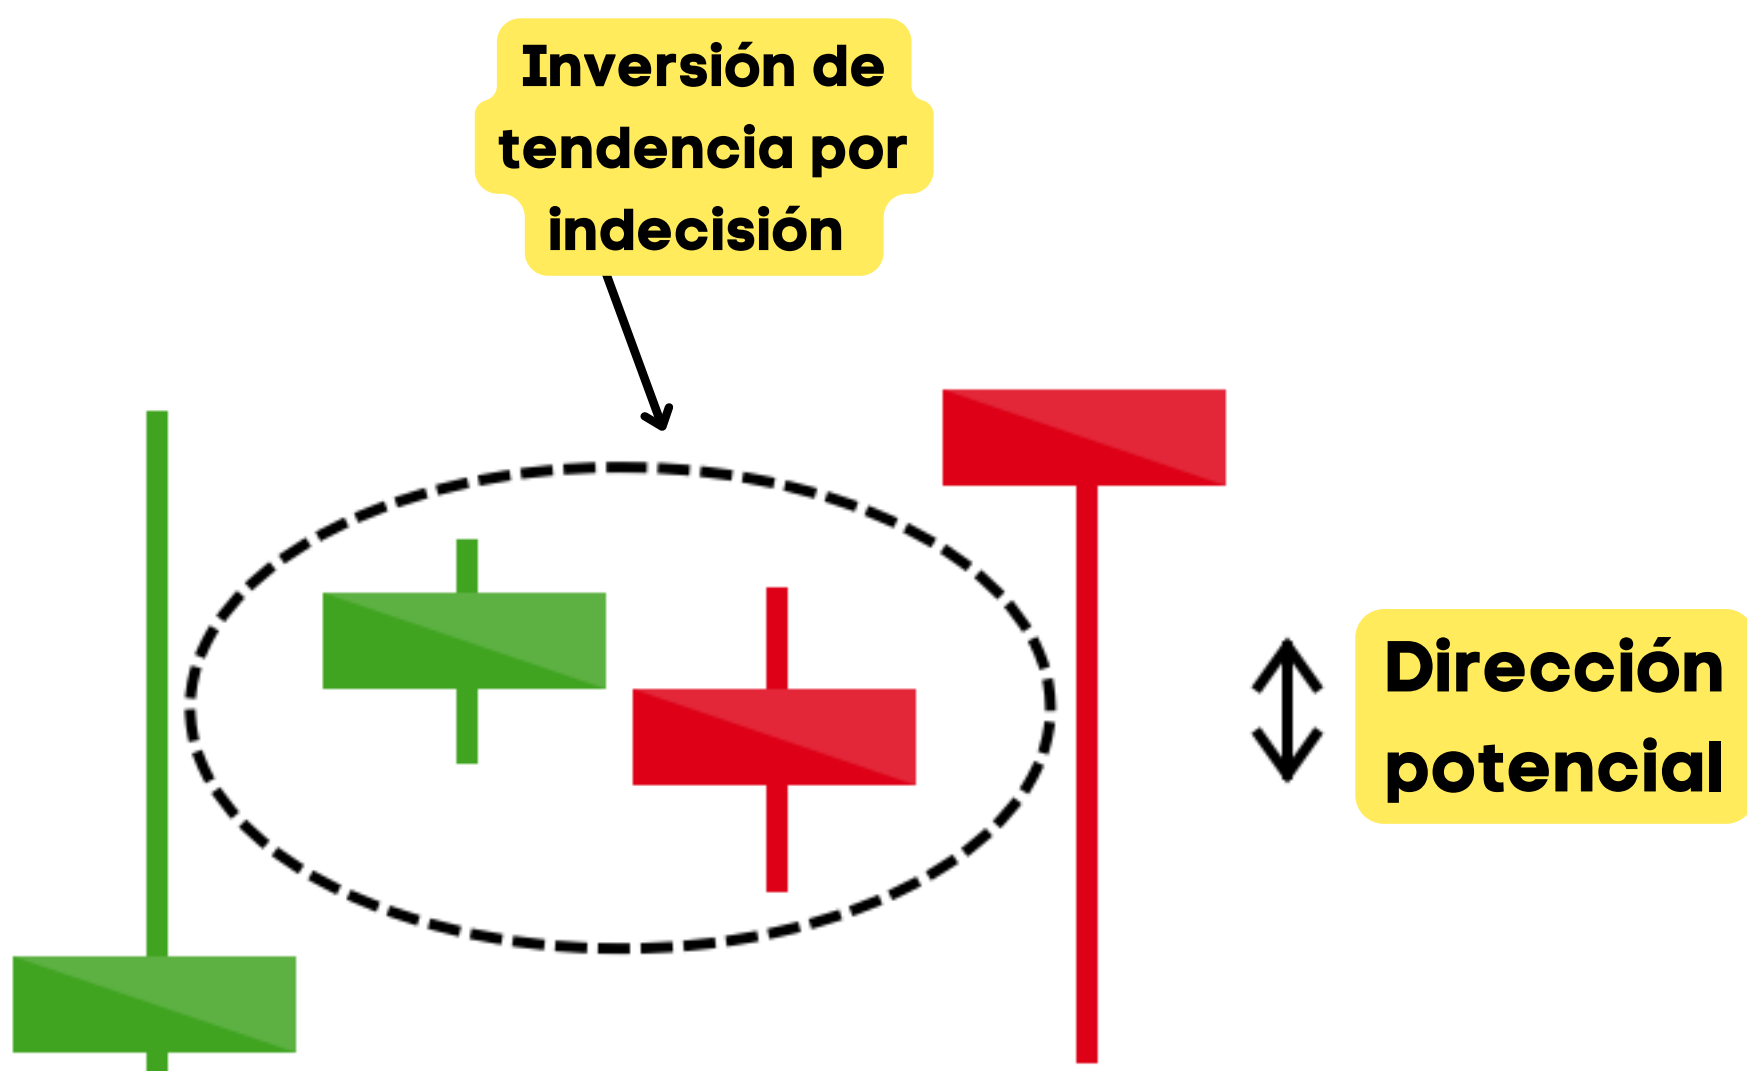 Inversión de
tendencia por
indecisión
Dirección
potencial